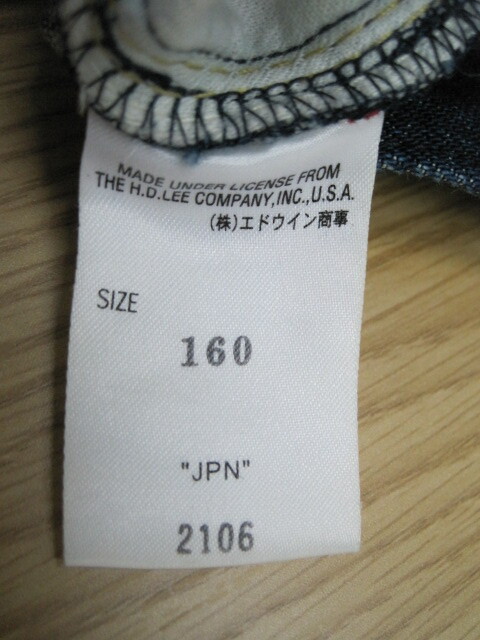 MADE UNDER LICENSE FROM
THE H.D.LEE COMPANY,INC.,U.S.A.
(株)エドウイン商事
SIZE
160
"JPN"
2106